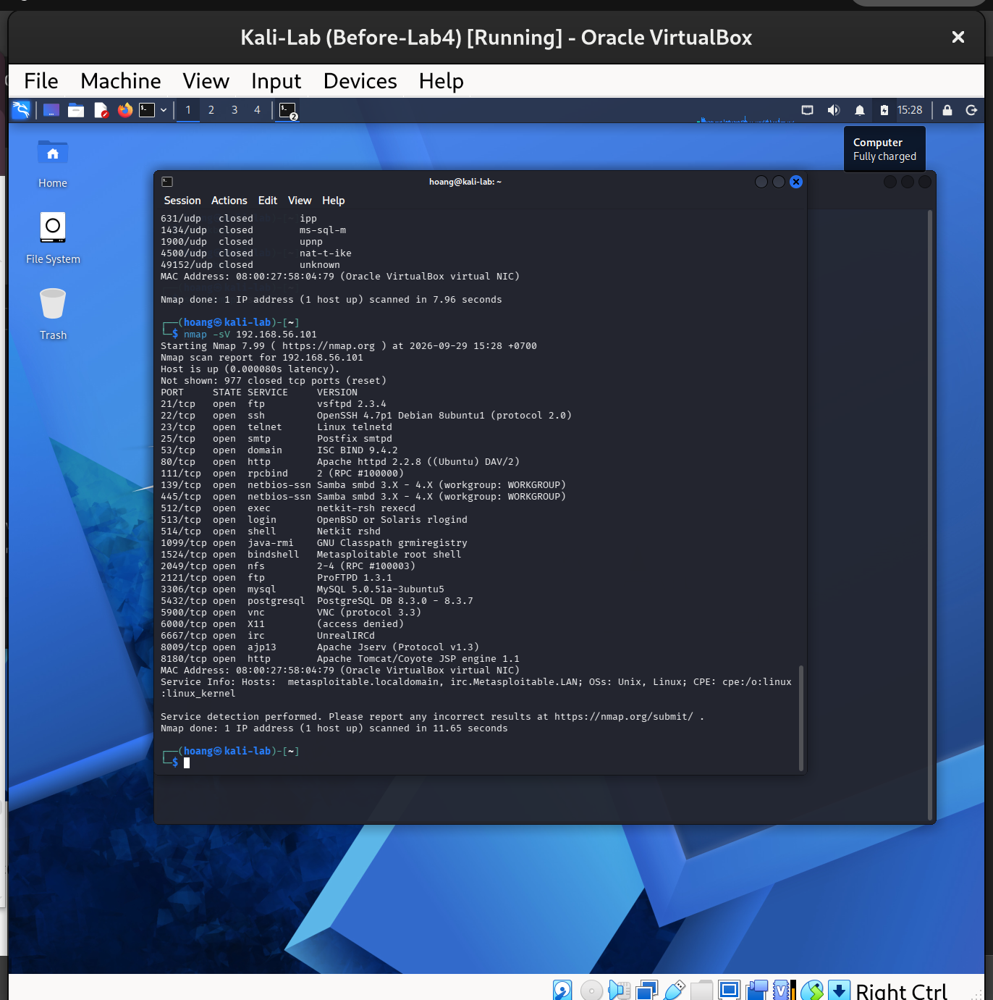 Kali-Lab (Before-Lab4) [Running] - Oracle VirtualBox
File Machine View Input Devices Help
1 2 3 4 2 15:28
Computer
Fully charged
Home
File System
Trash
hoang@kali-lab: ~
Session Actions Edit View Help
631/udp closed ipp
1434/udp closed ms-sql-m
1900/udp closed upnp
4500/udp closed nat-t-ike
49152/udp closed unknown
MAC Address: 08:00:27:58:04:79 (Oracle VirtualBox virtual NIC)
Nmap done: 1 IP address (1 host up) scanned in 7.96 seconds
┌──(hoang㉿kali-lab)-[~]
└─$ nmap -sV 192.168.56.101
Starting Nmap 7.99 ( https://nmap.org ) at 2026-09-29 15:28 +0700
Nmap scan report for 192.168.56.101
Host is up (0.000080s latency).
Not shown: 977 closed tcp ports (reset)
PORT STATE SERVICE VERSION
21/tcp open ftp vsftpd 2.3.4
22/tcp open ssh OpenSSH 4.7p1 Debian 8ubuntu1 (protocol 2.0)
23/tcp open telnet Linux telnetd
25/tcp open smtp Postfix smtpd
53/tcp open domain ISC BIND 9.4.2
80/tcp open http Apache httpd 2.2.8 ((Ubuntu) DAV/2)
111/tcp open rpcbind 2 (RPC #100000)
139/tcp open netbios-ssn Samba smbd 3.X - 4.X (workgroup: WORKGROUP)
445/tcp open netbios-ssn Samba smbd 3.X - 4.X (workgroup: WORKGROUP)
512/tcp open exec netkit-rsh rexecd
513/tcp open login OpenBSD or Solaris rlogind
514/tcp open shell Netkit rshd
1099/tcp open java-rmi GNU Classpath grmiregistry
1524/tcp open bindshell Metasploitable root shell
2049/tcp open nfs 2-4 (RPC #100003)
2121/tcp open ftp ProFTPD 1.3.1
3306/tcp open mysql MySQL 5.0.51a-3ubuntu5
5432/tcp open postgresql PostgreSQL DB 8.3.0 - 8.3.7
5900/tcp open vnc VNC (protocol 3.3)
6000/tcp open X11 (access denied)
6667/tcp open irc UnrealIRCd
8009/tcp open ajp13 Apache Jserv (Protocol v1.3)
8180/tcp open http Apache Tomcat/Coyote JSP engine 1.1
MAC Address: 08:00:27:58:04:79 (Oracle VirtualBox virtual NIC)
Service Info: Hosts:  metasploitable.localdomain, irc.Metasploitable.LAN; OSs: Unix, Linux; CPE: cpe:/o:linux
:linux_kernel
Service detection performed. Please report any incorrect results at https://nmap.org/submit/ .
Nmap done: 1 IP address (1 host up) scanned in 11.65 seconds
┌──(hoang㉿kali-lab)-[~]
└─$
Right Ctrl